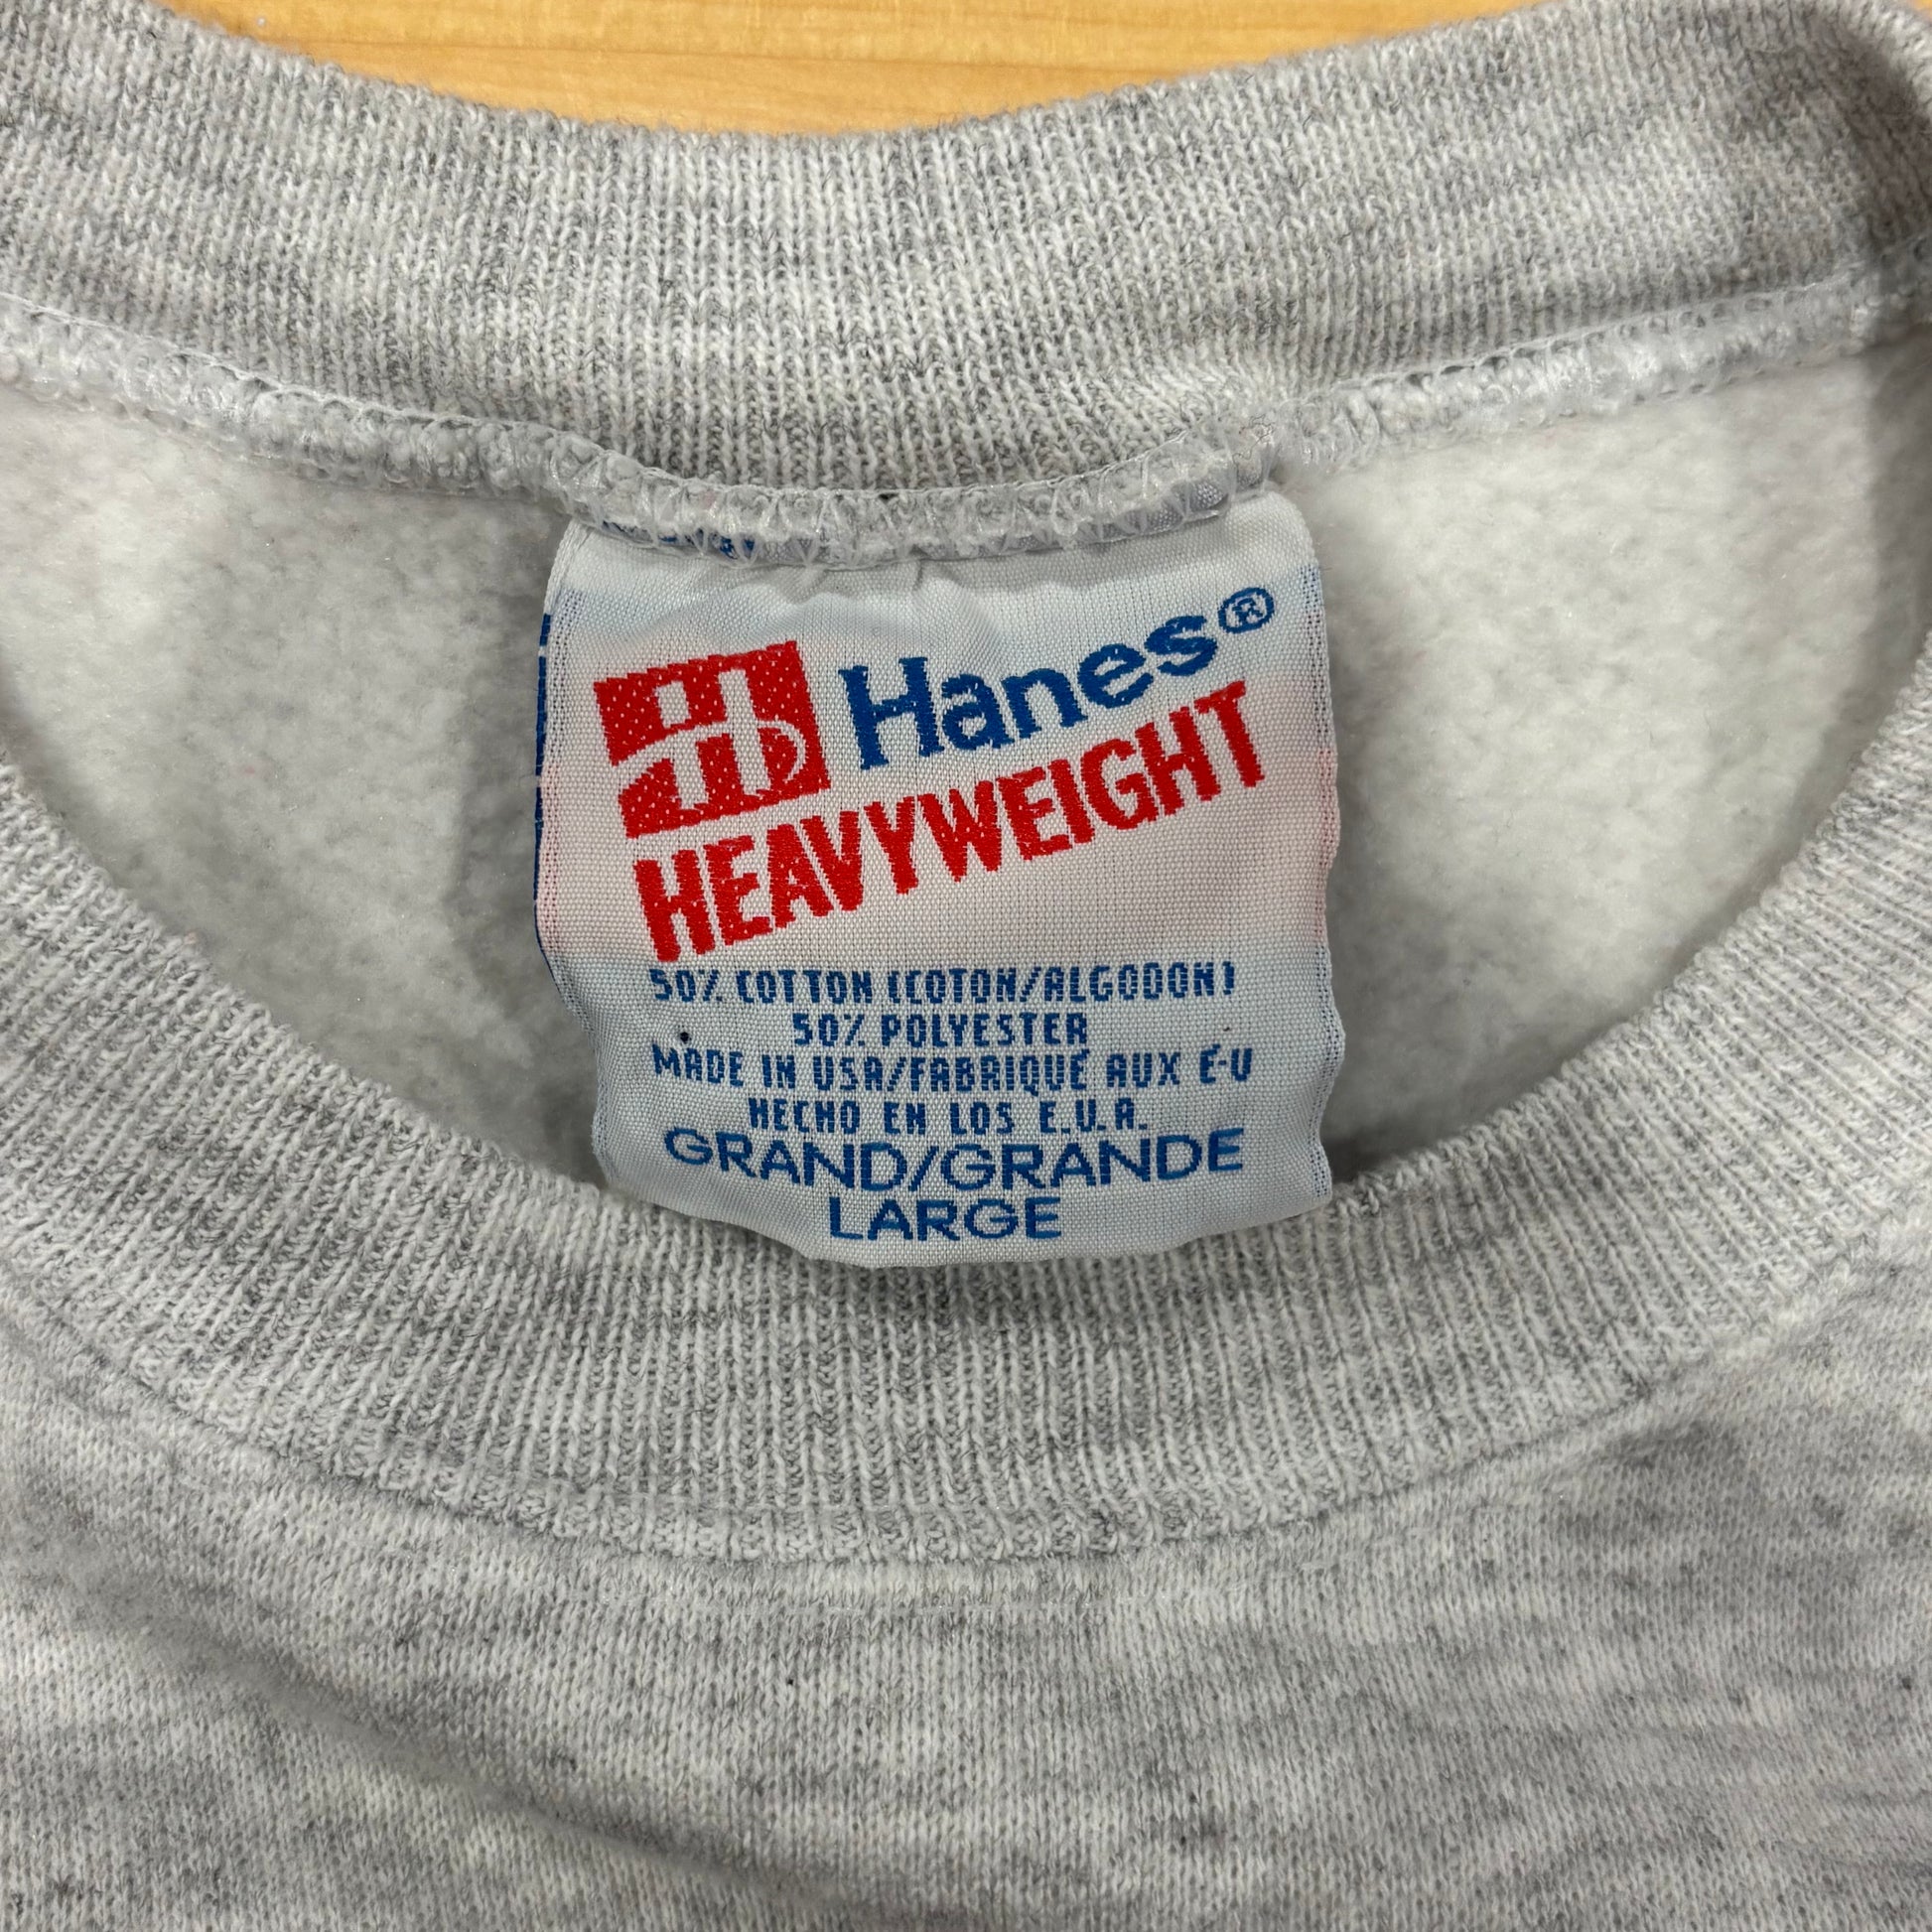 Hanes®
HEAVYWEIGHT
50% COTTON (COTON/ALGODON)
50% POLYESTER
MADE IN USA/FABRIQUÉ AUX É-U
HECHO EN LOS E.U.A.
GRAND/GRANDE
LARGE